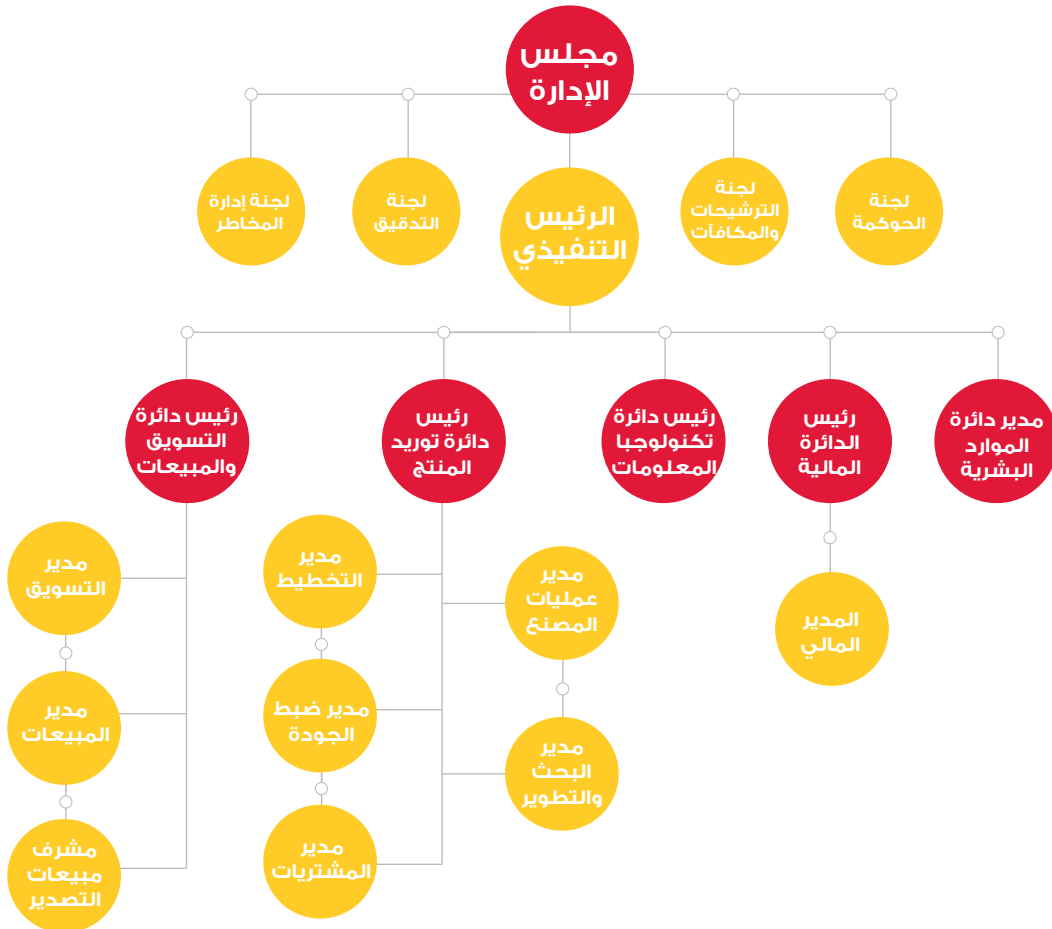 مجلس
الإدارة
لجنة
الحوكمة
لجنة
الترشيحات
والمكافآت
الرئيس
التنفيذي
لجنة
التدقيق
لجنة إدارة
المخاطر
مدير دائرة
الموارد
البشرية
رئيس
الدائرة
المالية
رئيس دائرة
تكنولوجبا
المعلومات
رئيس
دائرة توريد
المنتج
رئيس دائرة
التسويق
والمبيعات
المدير
المالي
مدير
عمليات
المصنع
مدير
البحث
والتطوير
مدير
التخطيط
مدير ضبط
الجودة
مدير
المشتريات
مدير
التسويق
مدير
المبيعات
مشرف
مبيعات
التصدير